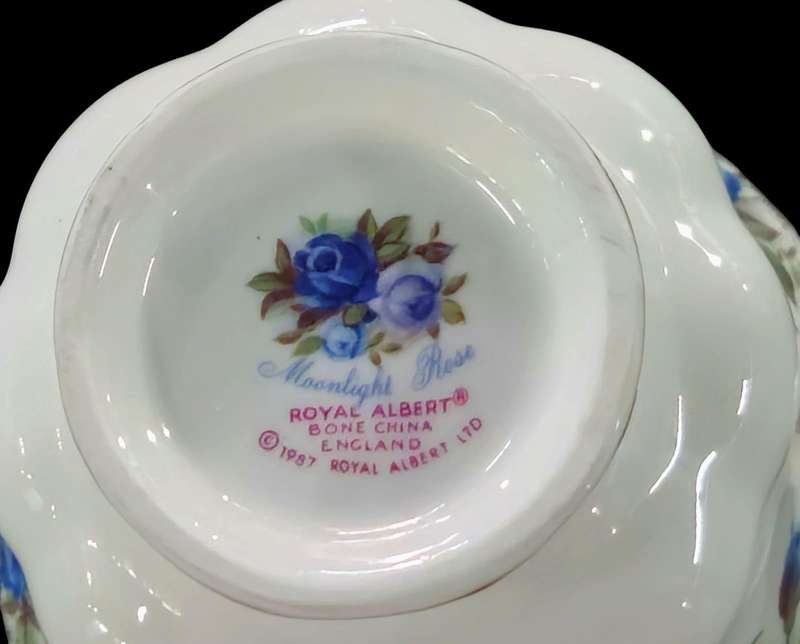 Moonlight Rose
ROYAL ALBERT®
BONE CHINA
ENGLAND
© 1987 ROYAL ALBERT LTD